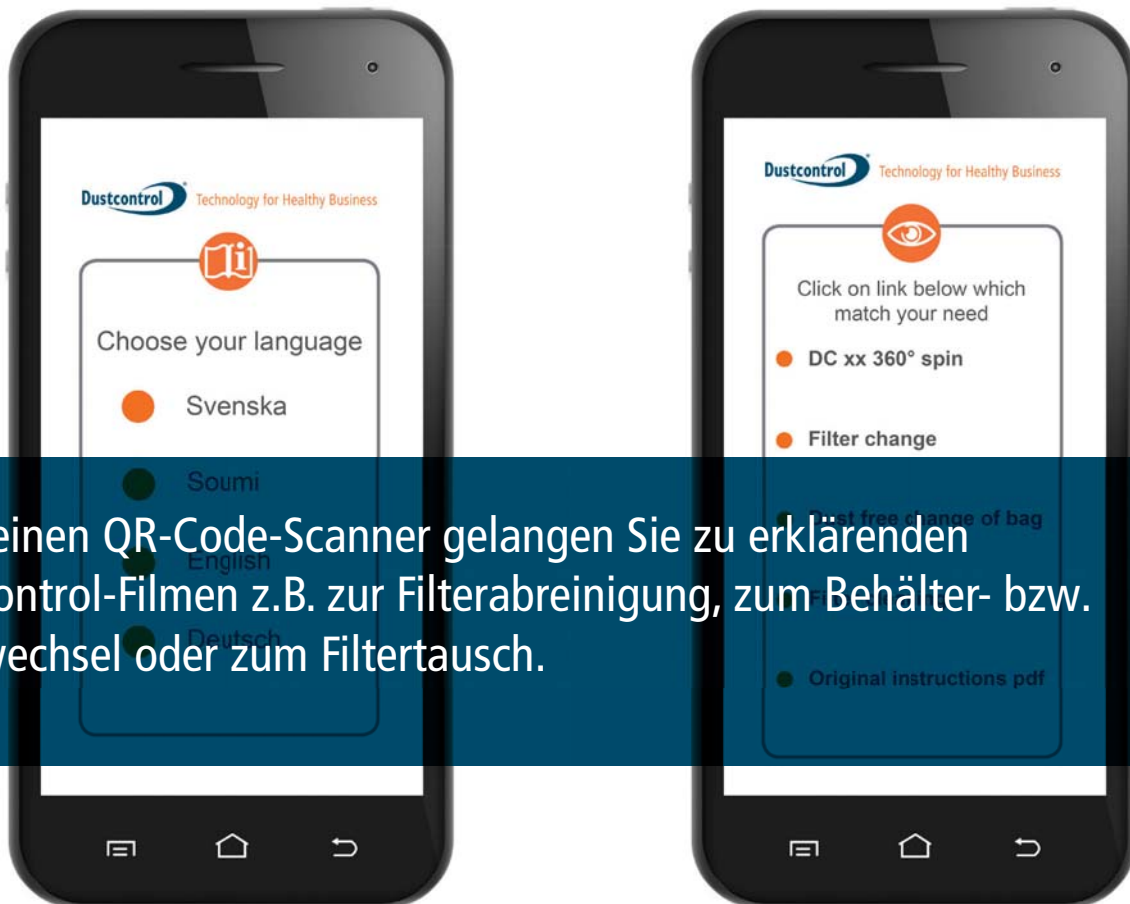 Dustcontrol Technology for Healthy Business
i
Choose your language
Svenska
Soumi
English
Deutsch
Dustcontrol Technology for Healthy Business
Click on link below which
match your need
DC xx 360° spin
Filter change
Dust free change of bag
Original instructions pdf
einen QR-Code-Scanner gelangen Sie zu erklärenden
ontrol-Filmen z.B. zur Filterabreinigung, zum Behälter- bzw.
wechsel oder zum Filtertausch.